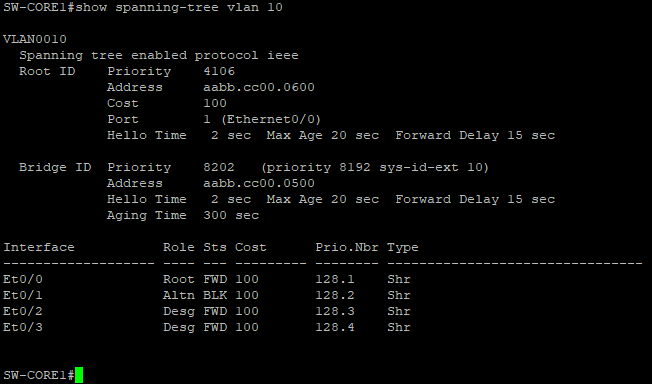 SW-CORE1#show spanning-tree vlan 10
VLAN0010
  Spanning tree enabled protocol ieee
  Root ID    Priority    4106
             Address     aabb.cc00.0600
             Cost        100
             Port        1 (Ethernet0/0)
             Hello Time   2 sec  Max Age 20 sec  Forward Delay 15 sec
  Bridge ID  Priority    8202   (priority 8192 sys-id-ext 10)
             Address     aabb.cc00.0500
             Hello Time   2 sec  Max Age 20 sec  Forward Delay 15 sec
             Aging Time  300 sec
Interface           Role Sts Cost      Prio.Nbr Type
------------------- ---- --- --------- -------- --------------------------------
Et0/0               Root FWD 100       128.1    Shr
Et0/1               Altn BLK 100       128.2    Shr
Et0/2               Desg FWD 100       128.3    Shr
Et0/3               Desg FWD 100       128.4    Shr
SW-CORE1#